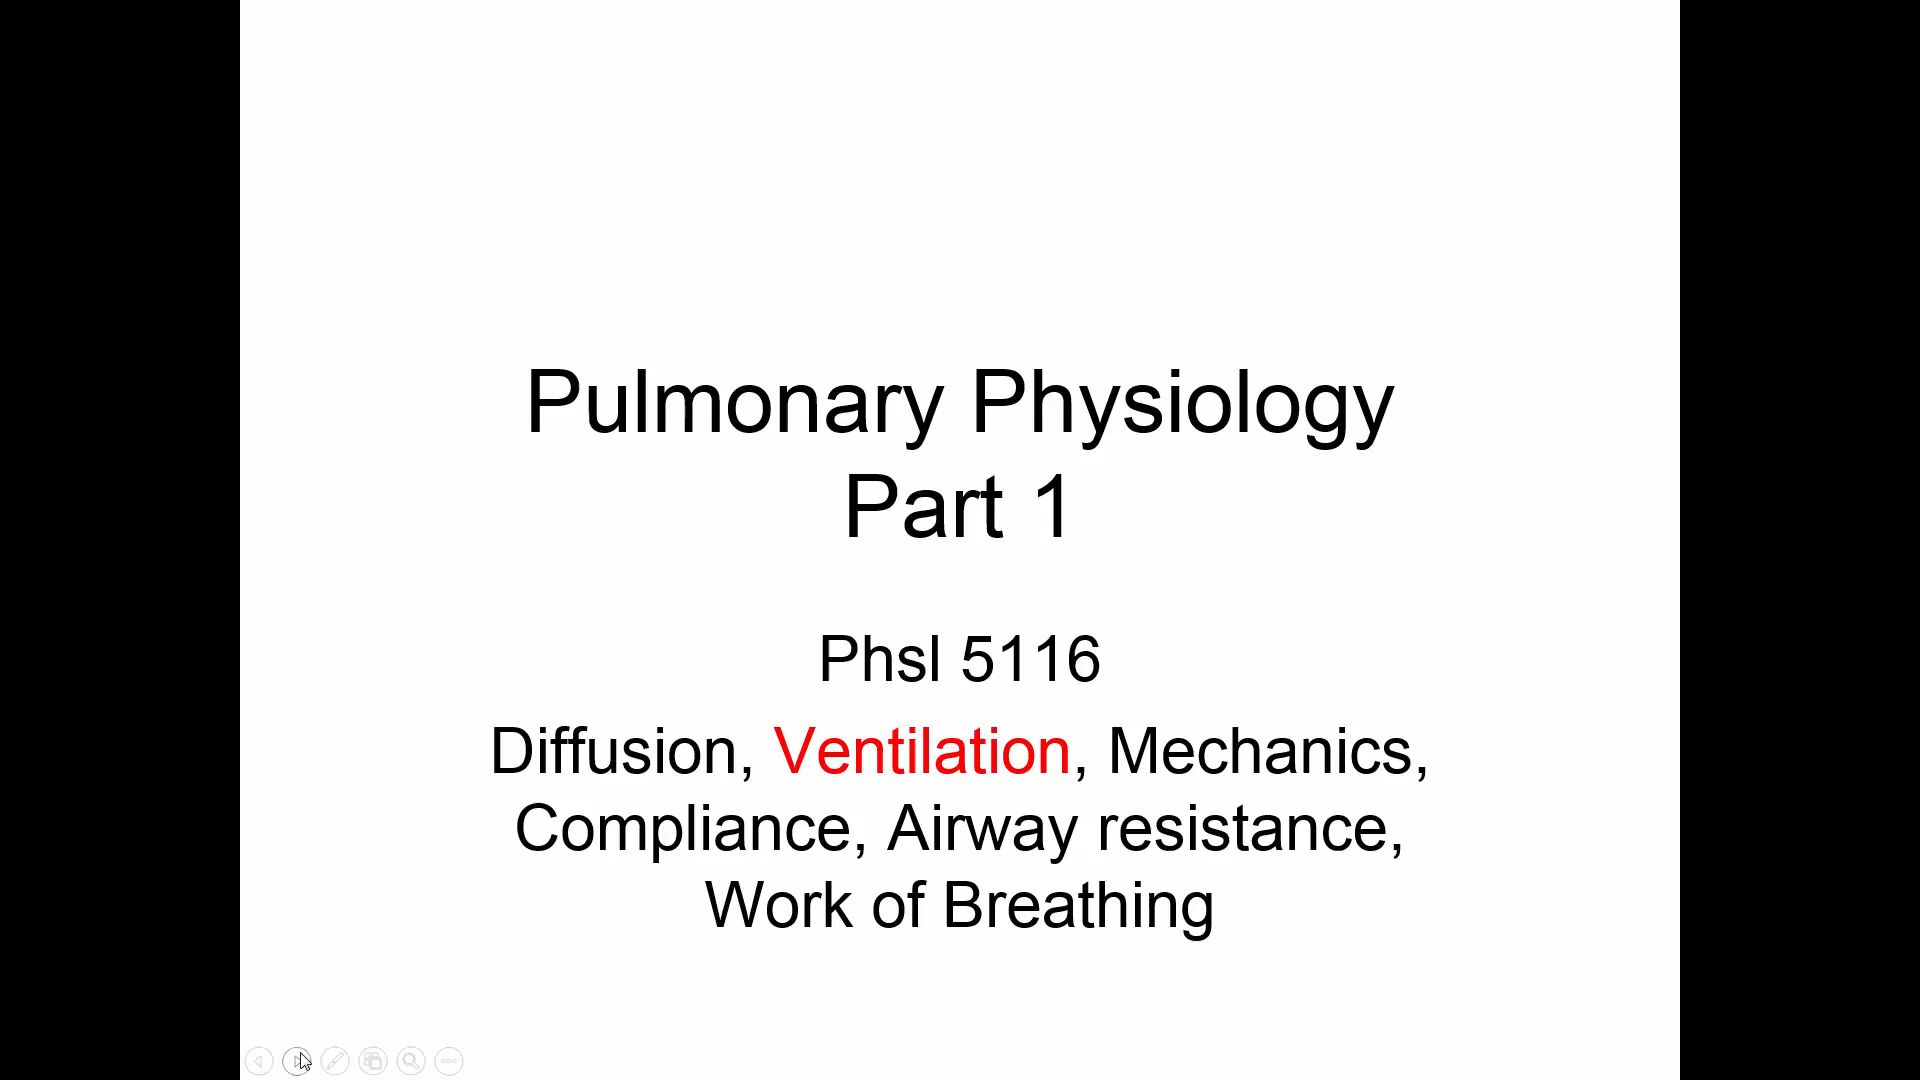 Pulmonary Physiology
Part 1
Phsl 5116
Diffusion, Ventilation, Mechanics,
Compliance, Airway resistance,
Work of Breathing